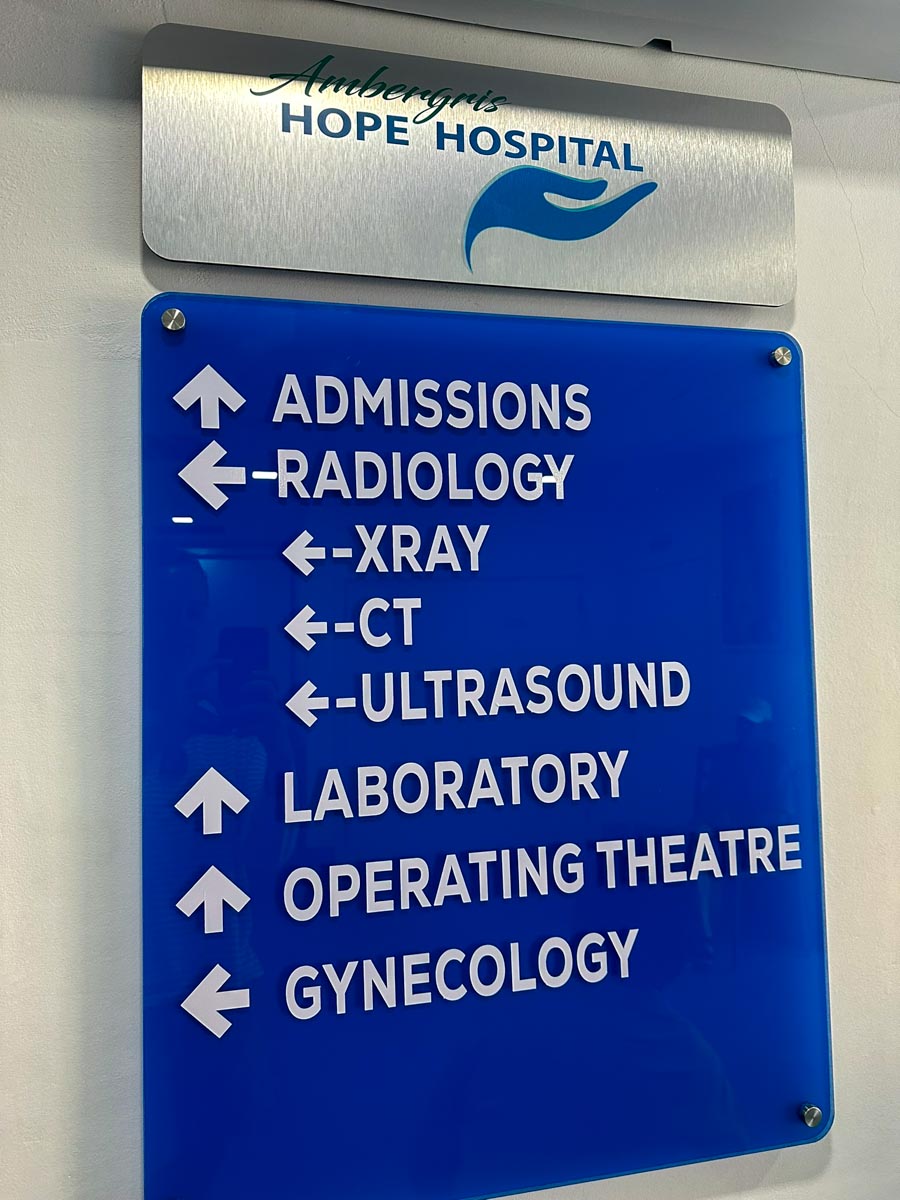 Ambergris
HOPE HOSPITAL
ADMISSIONS
-RADIOLOGY
-XRAY
-CT
-ULTRASOUND
LABORATORY
OPERATING THEATRE
GYNECOLOGY